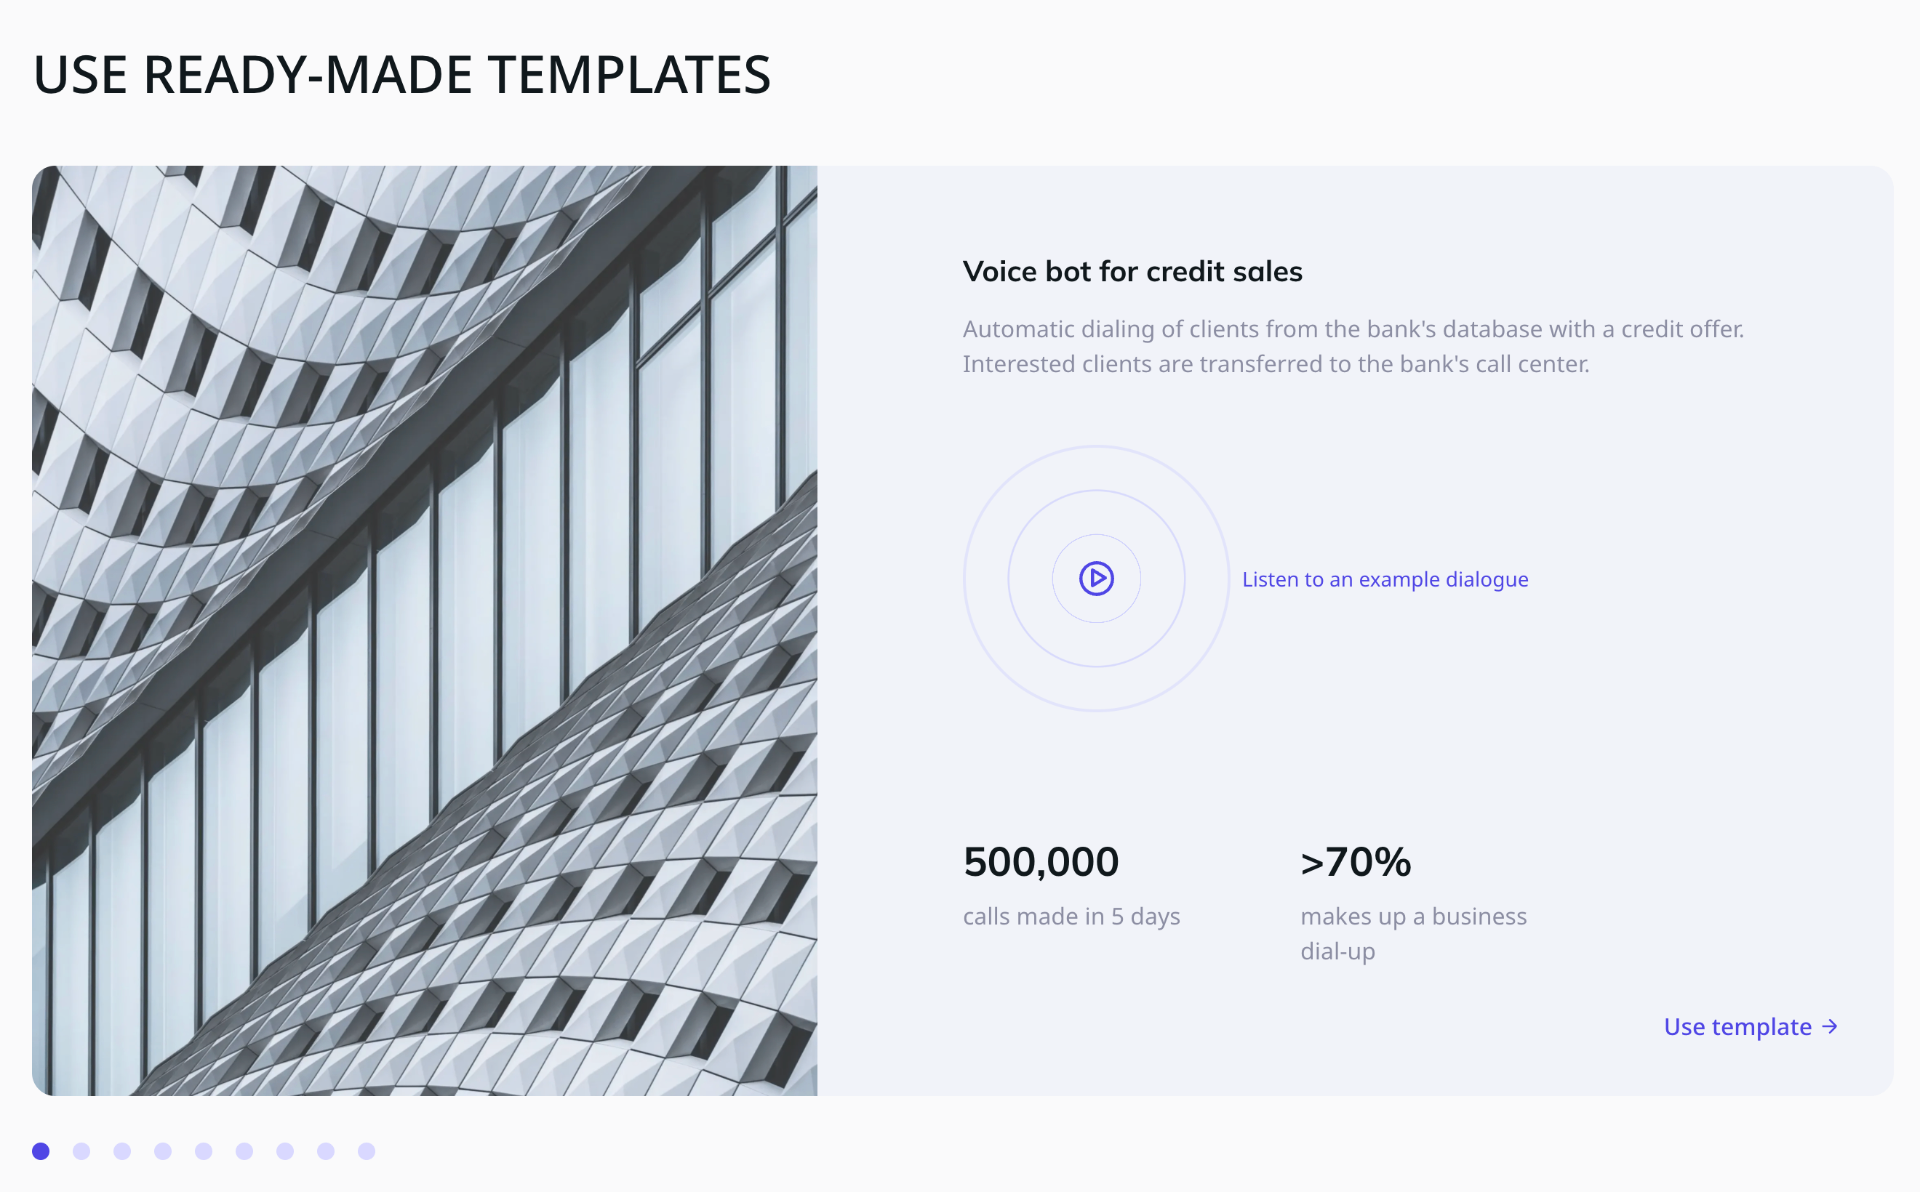 USE READY-MADE TEMPLATES
Voice bot for credit sales
Automatic dialing of clients from the bank's database with a credit offer.
Interested clients are transferred to the bank's call center.
Listen to an example dialogue
500,000
calls made in 5 days
>70%
makes up a business
dial-up
Use template →